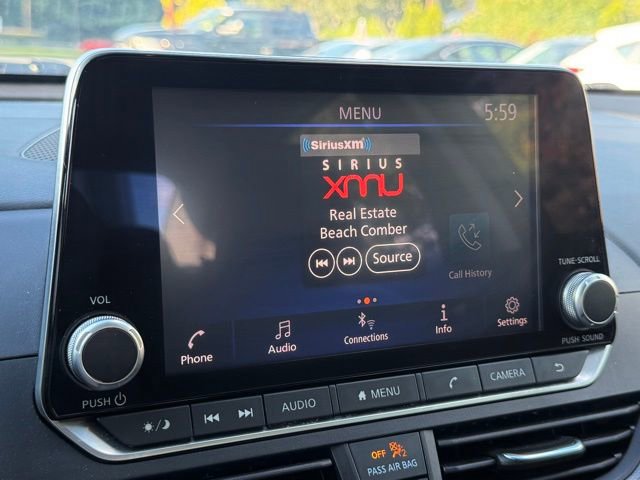 MENU
5:59
SiriusXM
SIRIUS
XMU
Real Estate
Beach Comber
Source
Call History
Phone
Audio
Connections
Info
Settings
VOL
PUSH
TUNE·SCROLL
PUSH SOUND
AUDIO
MENU
CAMERA
OFF
2
PASS AIR BAG